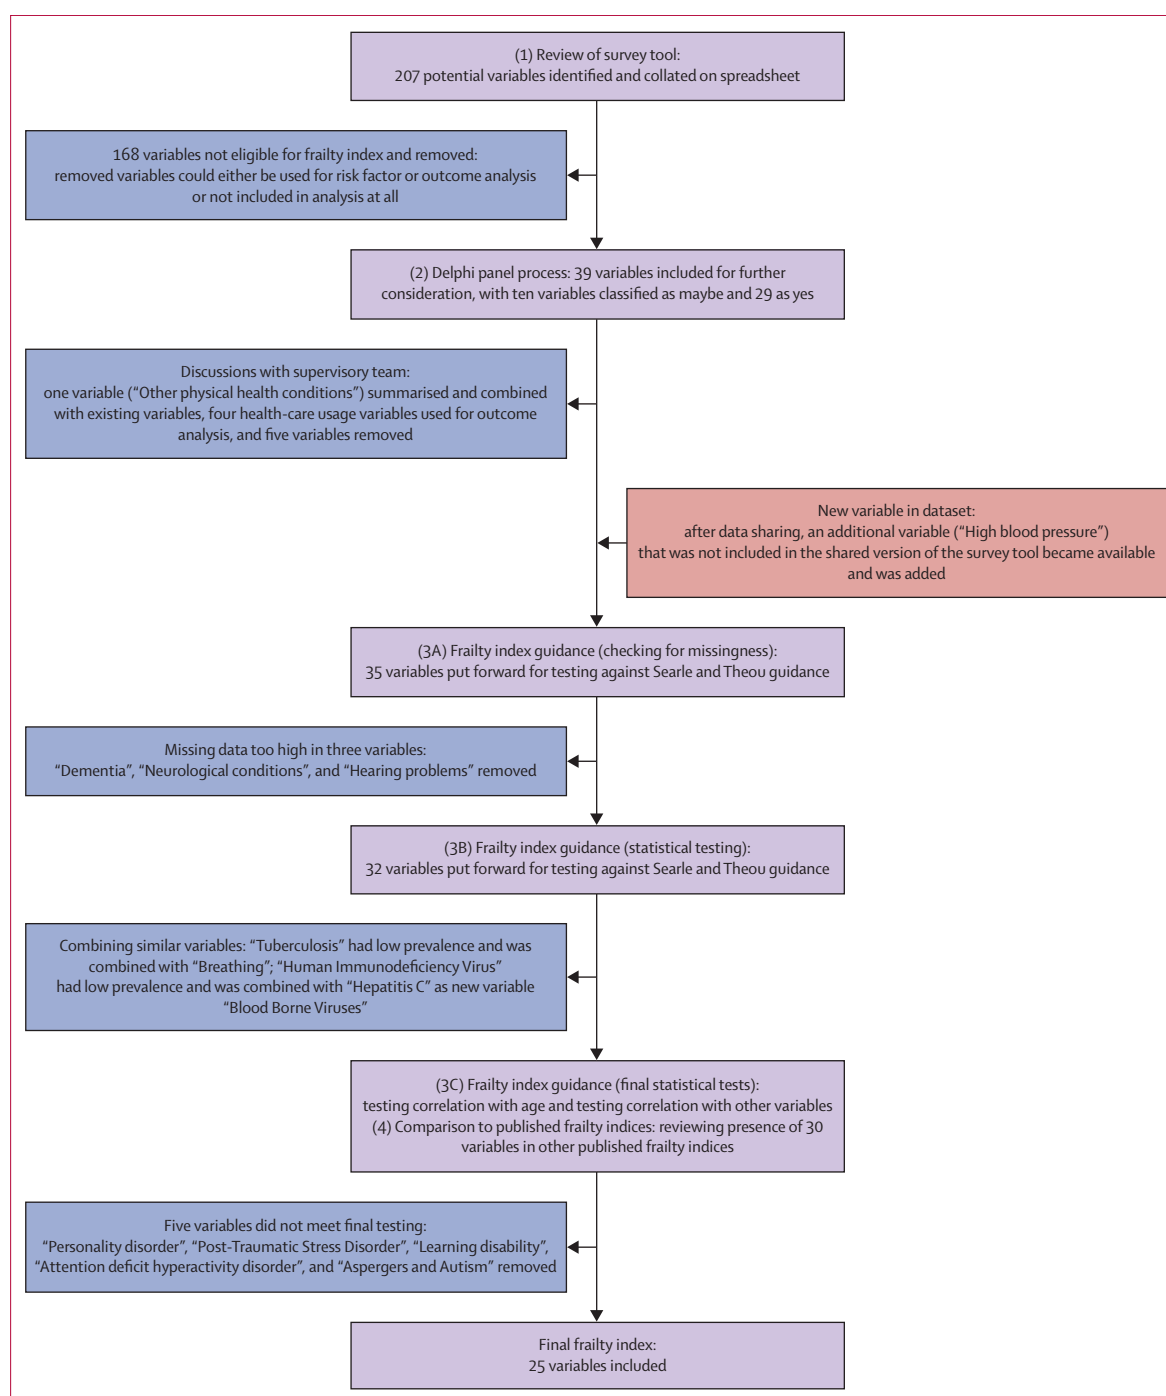 (1) Review of survey tool:
207 potential variables identified and collated on spreadsheet
168 variables not eligible for frailty index and removed:
removed variables could either be used for risk factor or outcome analysis
or not included in analysis at all
(2) Delphi panel process: 39 variables included for further
consideration, with ten variables classified as maybe and 29 as yes
Discussions with supervisory team:
one variable (“Other physical health conditions”) summarised and combined
with existing variables, four health-care usage variables used for outcome
analysis, and five variables removed
New variable in dataset:
after data sharing, an additional variable (“High blood pressure”)
that was not included in the shared version of the survey tool became available
and was added
(3A) Frailty index guidance (checking for missingness):
35 variables put forward for testing against Searle and Theou guidance
Missing data too high in three variables:
“Dementia”, “Neurological conditions”, and “Hearing problems” removed
(3B) Frailty index guidance (statistical testing):
32 variables put forward for testing against Searle and Theou guidance
Combining similar variables: “Tuberculosis” had low prevalence and was
combined with “Breathing”; “Human Immunodeficiency Virus”
had low prevalence and was combined with “Hepatitis C” as new variable
“Blood Borne Viruses”
(3C) Frailty index guidance (final statistical tests):
testing correlation with age and testing correlation with other variables
(4) Comparison to published frailty indices: reviewing presence of 30
variables in other published frailty indices
Five variables did not meet final testing:
“Personality disorder”, “Post-Traumatic Stress Disorder”, “Learning disability”,
“Attention deficit hyperactivity disorder”, and “Aspergers and Autism” removed
Final frailty index:
25 variables included